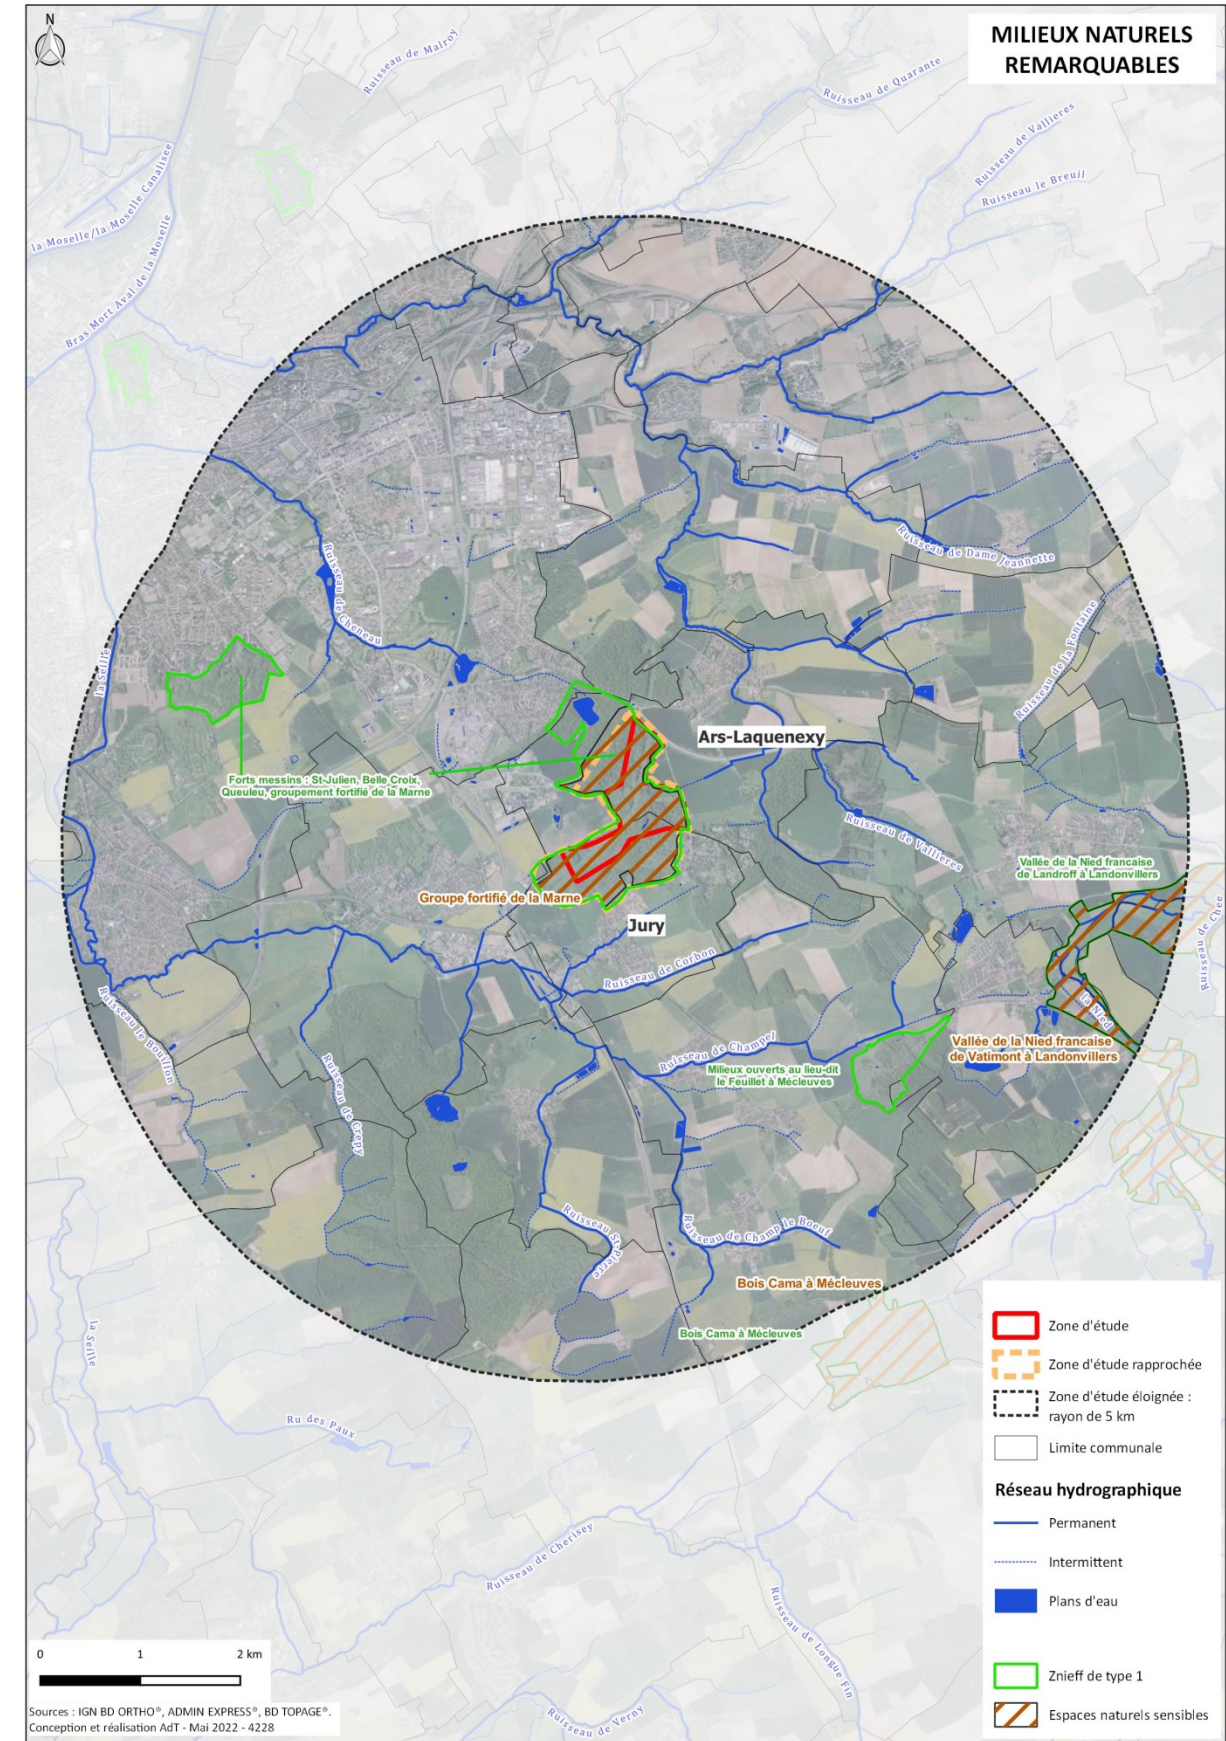 N
MILIEUX NATURELS
REMARQUABLES
Ruisseau de Malroy
Ruisseau de Quarante
Ruisseau de Vallieres
Ruisseau le Breuil
la Moselle/la Moselle Canalisee
Bras Mort Aval de la Moselle
Ruisseau de Cheneau
Ruisseau de Dame Jeannette
Ruisseau de la Fontaine
la Seille
Ars-Laquenexy
Forts messins : St-Julien, Belle Croix,
Queuleu, groupement fortifié de la Marne
Ruisseau de Vallieres
Vallée de la Nied francaise
de Landroff à Landonvillers
Groupe fortifié de la Marne
Jury
Ruisseau de Chee
Ruisseau de Corbon
Ruisseau le Bouillon
la Nied
Ruisseau de Champel
Vallée de la Nied francaise
de Vatimont à Landonvillers
Milieux ouverts au lieu-dit
le Feuillet à Mécleuves
Ruisseau de Crepy
Ruisseau St-Pierre
Ruisseau de Champ le Boeuf
Bois Cama à Mécleuves
Bois Cama à Mécleuves
la Seille
Ru des Paux
Ruisseau de Cherisey
Ruisseau de Longue Fin
Ruisseau de Verny
Zone d'étude
Zone d'étude rapprochée
Zone d'étude éloignée :
rayon de 5 km
Limite communale
Réseau hydrographique
Permanent
Intermittent
Plans d'eau
Znieff de type 1
Espaces naturels sensibles
0 1 2 km
Sources : IGN BD ORTHO®, ADMIN EXPRESS®, BD TOPAGE®.
Conception et réalisation AdT - Mai 2022 - 4228